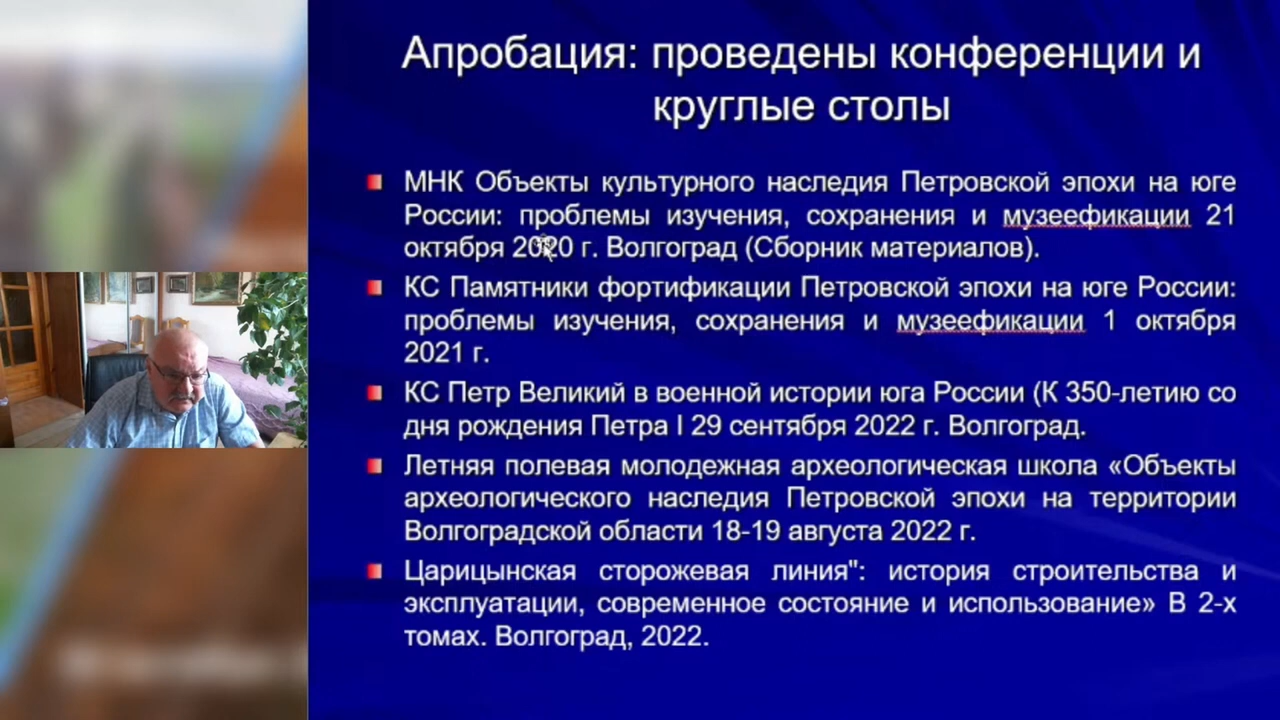 Апробация: проведены конференции и
круглые столы
МНК Объекты культурного наследия Петровской эпохи на юге
России: проблемы изучения, сохранения и музеефикации 21
октября 2020 г. Волгоград (Сборник материалов).
КС Памятники фортификации Петровской эпохи на юге России:
проблемы изучения, сохранения и музеефикации 1 октября
2021 г.
КС Петр Великий в военной истории юга России (К 350-летию со
дня рождения Петра I 29 сентября 2022 г. Волгоград.
Летняя полевая молодежная археологическая школа «Объекты
археологического наследия Петровской эпохи на территории
Волгоградской области 18-19 августа 2022 г.
Царицынская сторожевая линия": история строительства и
эксплуатации, современное состояние и использование» В 2-х
томах. Волгоград, 2022.